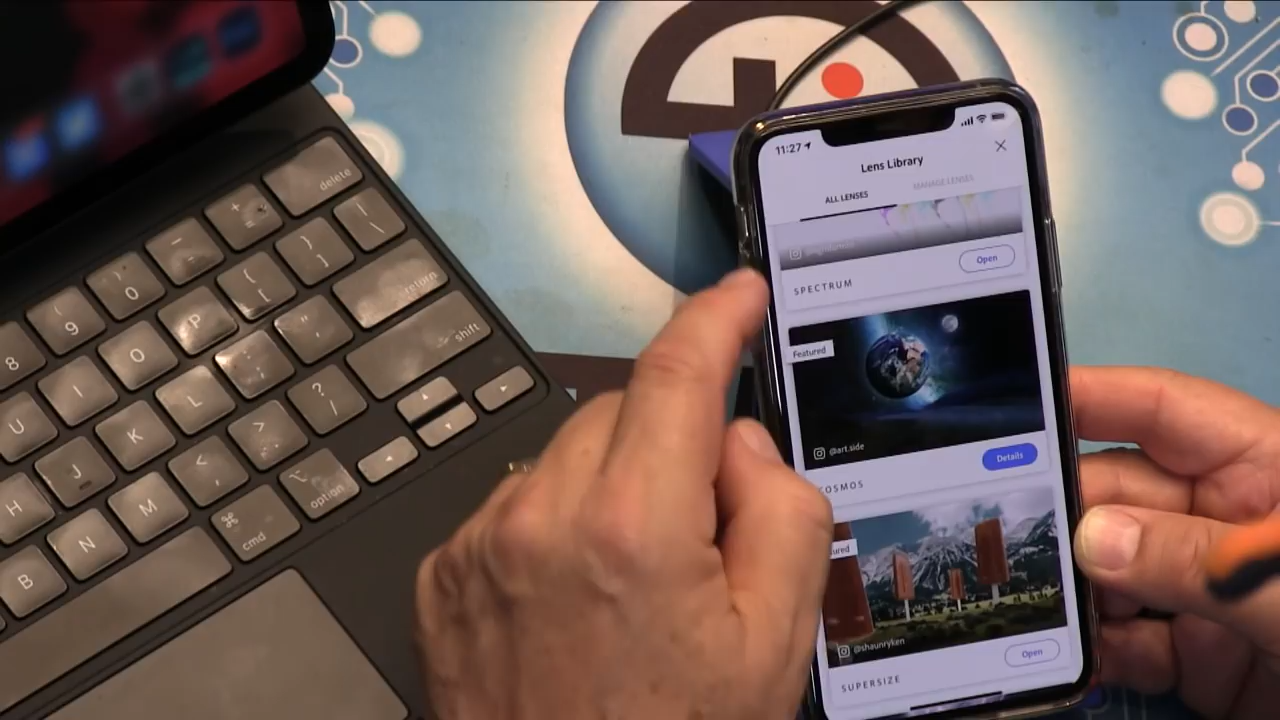 11:27
Lens Library
ALL LENSES
MANAGE LENSES
Open
SPECTRUM
Featured
@art.side
Details
COSMOS
@shaunryken
Open
SUPERSIZE
delete
+ =
| \
- _
} ]
return
) 0
{ [
" '
shift
( 9
P
: ;
? /
8
O
L
> .
option
I
K
< ,
⌘
cmd
U
J
M
H
N
B